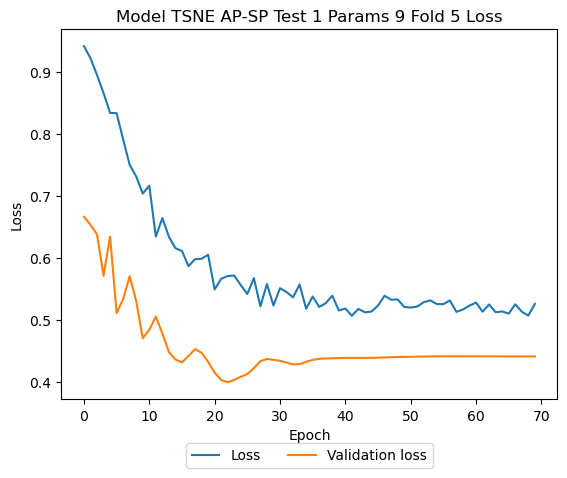 Model TSNE AP-SP Test 1 Params 9 Fold 5 Loss
0.9
0.8
0.7
0.6
0.5
0.4
Loss
0 10 20 30 40 50 60 70
Epoch
Loss Validation loss